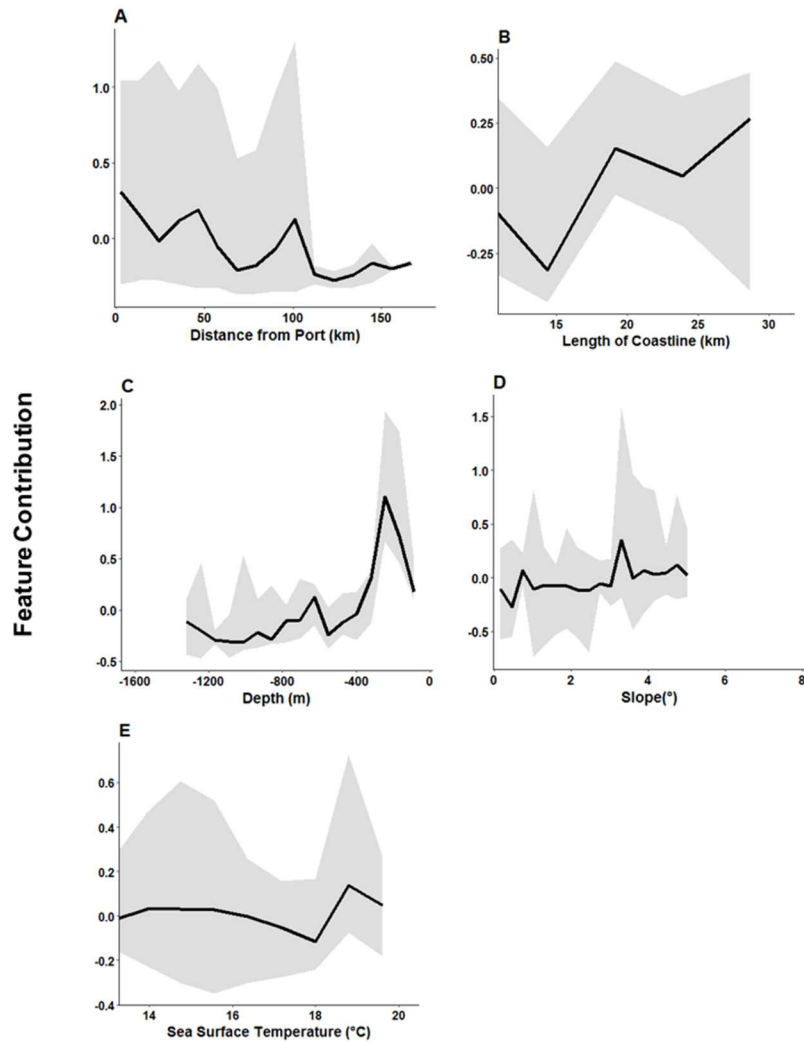 A
1.0
0.5
0.0
0 50 100 150
Distance from Port (km)
B
0.50
0.25
0.00
-0.25
15 20 25 30
Length of Coastline (km)
Feature Contribution
C
2.0
1.5
1.0
0.5
0.0
-0.5
-1600 -1200 -800 -400 0
Depth (m)
D
1.5
1.0
0.5
0.0
-0.5
0 2 4 6 8
Slope(°)
E
0.6
0.4
0.2
0.0
-0.2
-0.4
14 16 18 20
Sea Surface Temperature (°C)